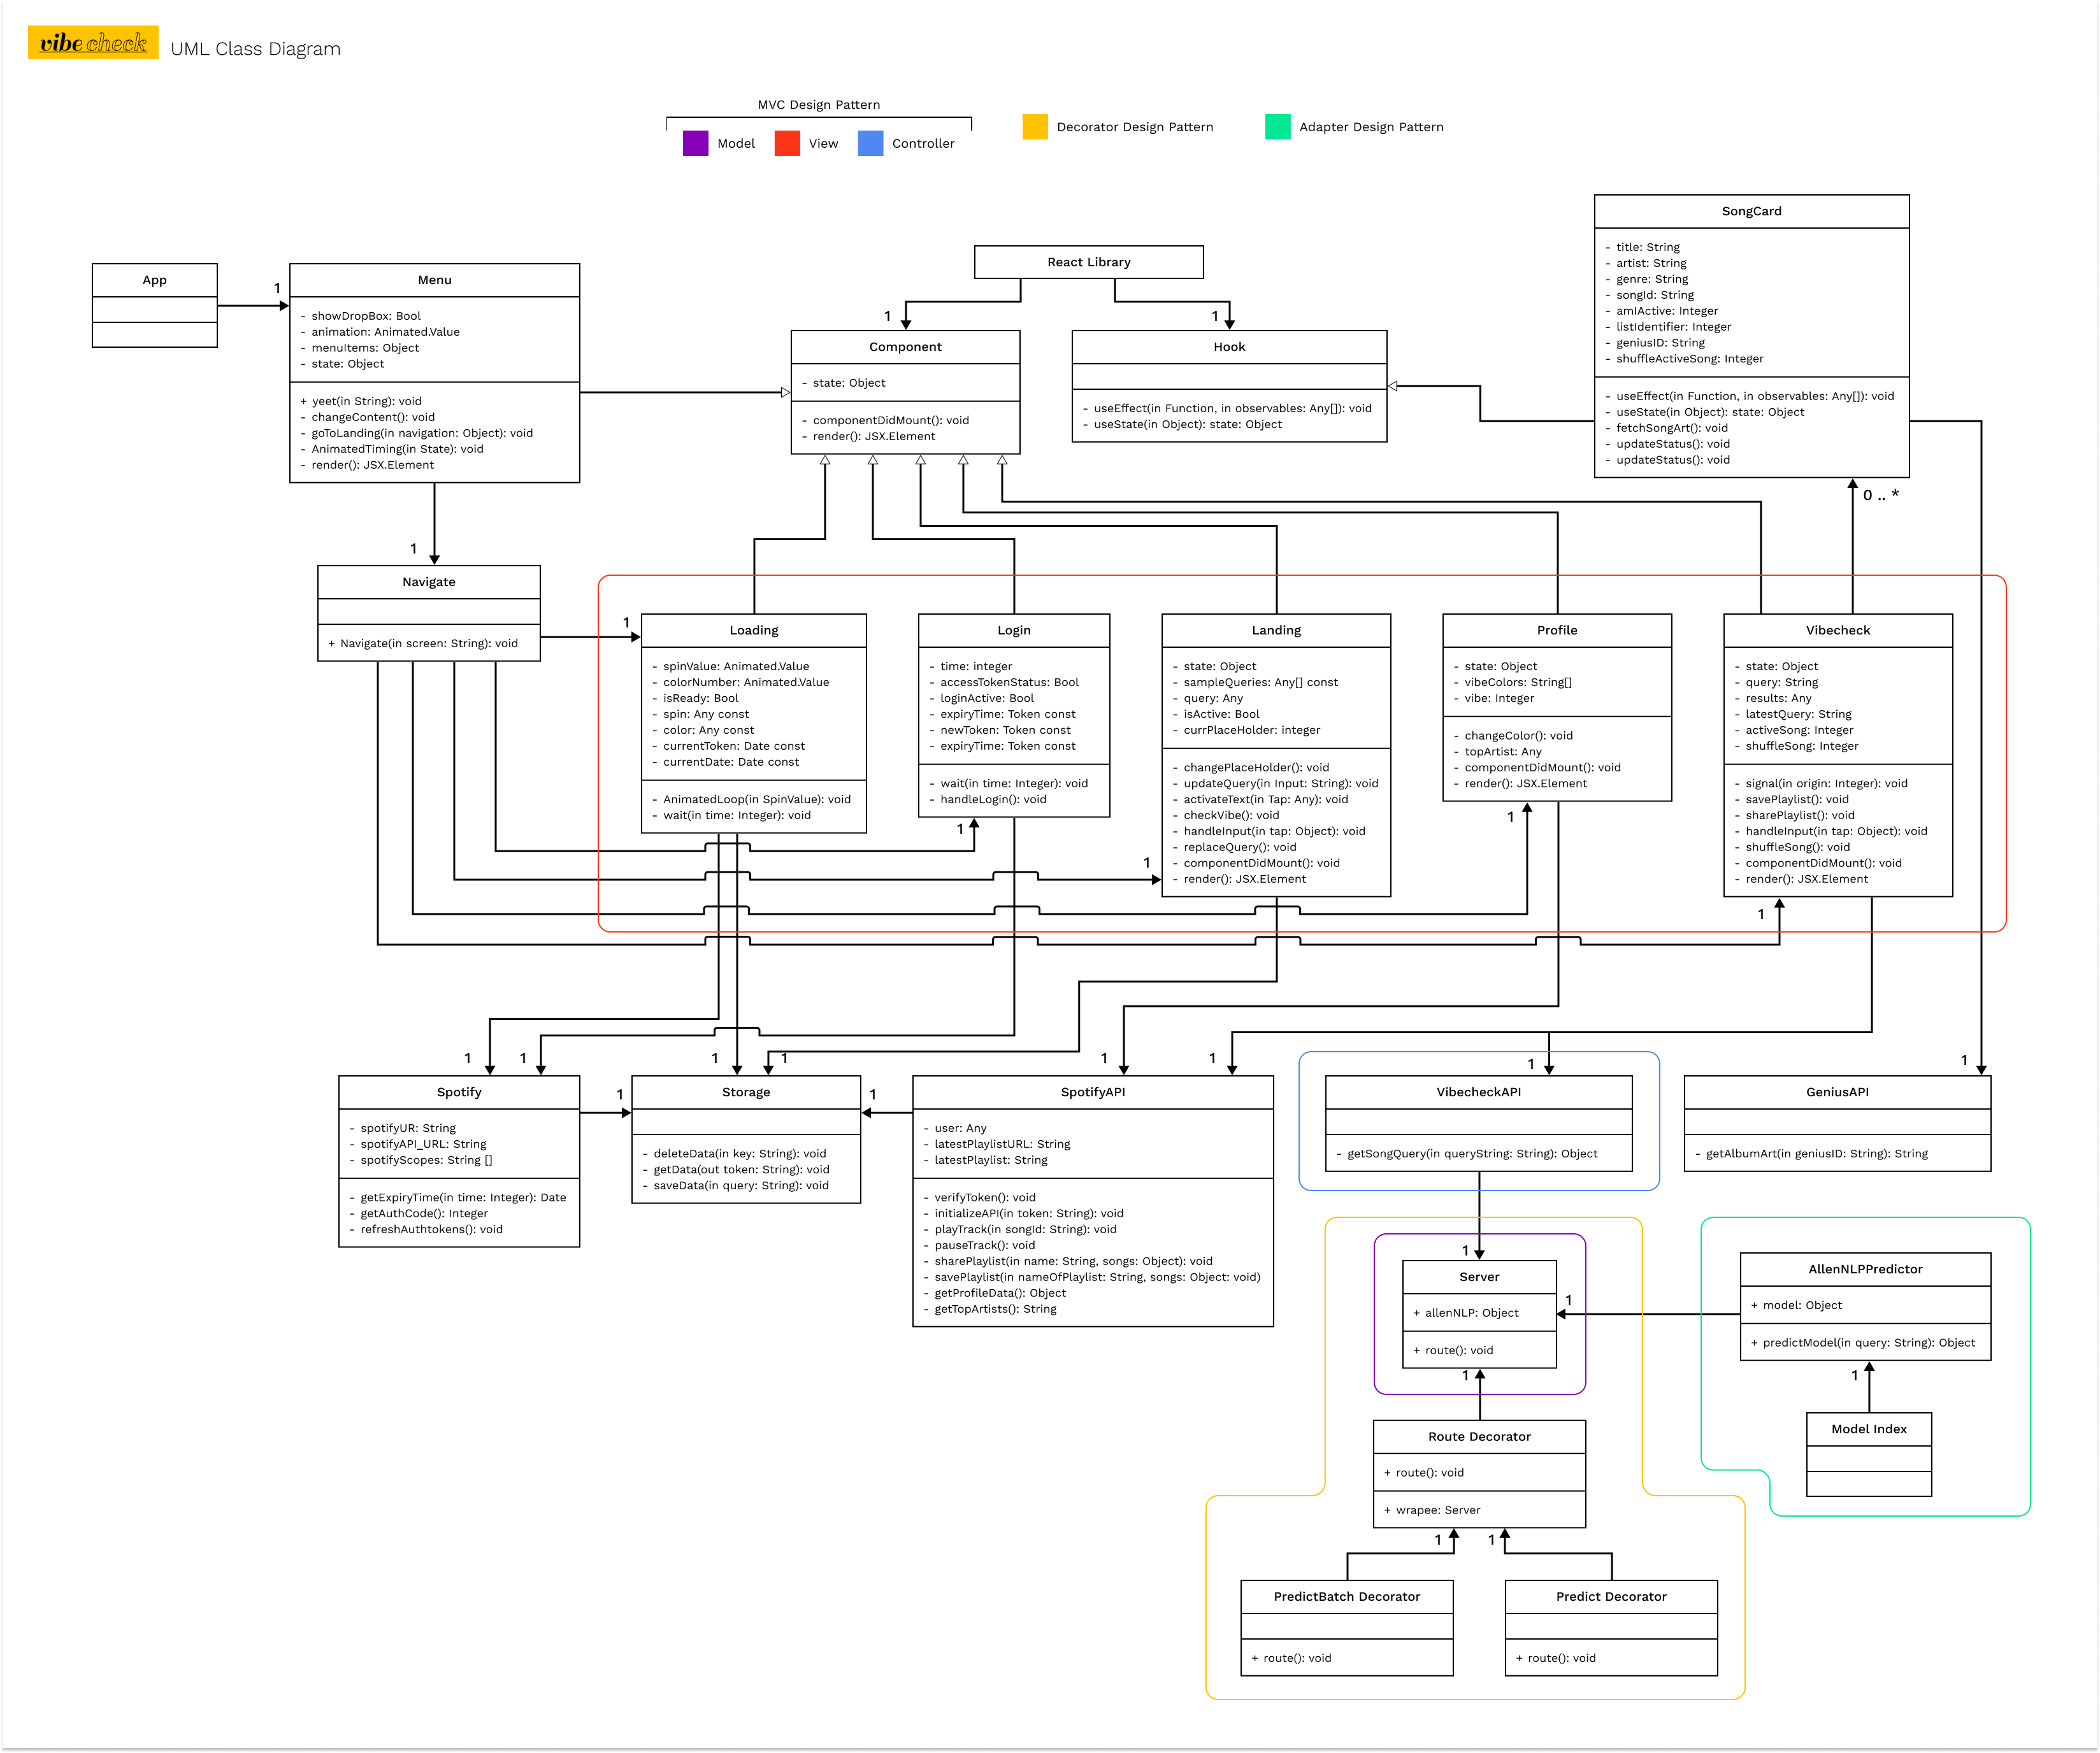 vibe check
UML Class Diagram
MVC Design Pattern
Model
View
Controller
Decorator Design Pattern
Adapter Design Pattern
App
1
Menu
- showDropBox: Bool
- animation: Animated.Value
- menuItems: Object
- state: Object
+ yeet(in String): void
- changeContent(): void
- goToLanding(in navigation: Object): void
- AnimatedTiming(in State): void
- render(): JSX.Element
React Library
1
1
Component
- state: Object
- componentDidMount(): void
- render(): JSX.Element
Hook
- useEffect(in Function, in observables: Any[]): void
- useState(in Object): state: Object
SongCard
- title: String
- artist: String
- genre: String
- songId: String
- amIActive: Integer
- listIdentifier: Integer
- geniusID: String
- shuffleActiveSong: Integer
- useEffect(in Function, in observables: Any[]): void
- useState(in Object): state: Object
- fetchSongArt(): void
- updateStatus(): void
- updateStatus(): void
0 .. *
1
Navigate
+ Navigate(in screen: String): void
1
Loading
- spinValue: Animated.Value
- colorNumber: Animated.Value
- isReady: Bool
- spin: Any const
- color: Any const
- currentToken: Date const
- currentDate: Date const
- AnimatedLoop(in SpinValue): void
- wait(in time: Integer): void
Login
- time: integer
- accessTokenStatus: Bool
- loginActive: Bool
- expiryTime: Token const
- newToken: Token const
- expiryTime: Token const
- wait(in time: Integer): void
- handleLogin(): void
1
Landing
- state: Object
- sampleQueries: Any[] const
- query: Any
- isActive: Bool
- currPlaceHolder: integer
- changePlaceHolder(): void
- updateQuery(in Input: String): void
- activateText(in Tap: Any): void
- checkVibe(): void
- handleInput(in tap: Object): void
- replaceQuery(): void
- componentDidMount(): void
- render(): JSX.Element
1
Profile
- state: Object
- vibeColors: String[]
- vibe: Integer
- changeColor(): void
- topArtist: Any
- componentDidMount(): void
- render(): JSX.Element
1
Vibecheck
- state: Object
- query: String
- results: Any
- latestQuery: String
- activeSong: Integer
- shuffleSong: Integer
- signal(in origin: Integer): void
- savePlaylist(): void
- sharePlaylist(): void
- handleInput(in tap: Object): void
- shuffleSong(): void
- componentDidMount(): void
- render(): JSX.Element
1
1
1
1
1
1
1
1
1
Spotify
- spotifyUR: String
- spotifyAPI_URL: String
- spotifyScopes: String []
- getExpiryTime(in time: Integer): Date
- getAuthCode(): Integer
- refreshAuthtokens(): void
1
Storage
- deleteData(in key: String): void
- getData(out token: String): void
- saveData(in query: String): void
1
SpotifyAPI
- user: Any
- latestPlaylistURL: String
- latestPlaylist: String
- verifyToken(): void
- initializeAPI(in token: String): void
- playTrack(in songId: String): void
- pauseTrack(): void
- sharePlaylist(in name: String, songs: Object): void
- savePlaylist(in nameOfPlaylist: String, songs: Object: void)
- getProfileData(): Object
- getTopArtists(): String
VibecheckAPI
- getSongQuery(in queryString: String): Object
GeniusAPI
- getAlbumArt(in geniusID: String): String
1
Server
+ allenNLP: Object
+ route(): void
1
1
AllenNLPPredictor
+ model: Object
+ predictModel(in query: String): Object
1
Model Index
Route Decorator
+ route(): void
+ wrapee: Server
1
1
PredictBatch Decorator
+ route(): void
Predict Decorator
+ route(): void